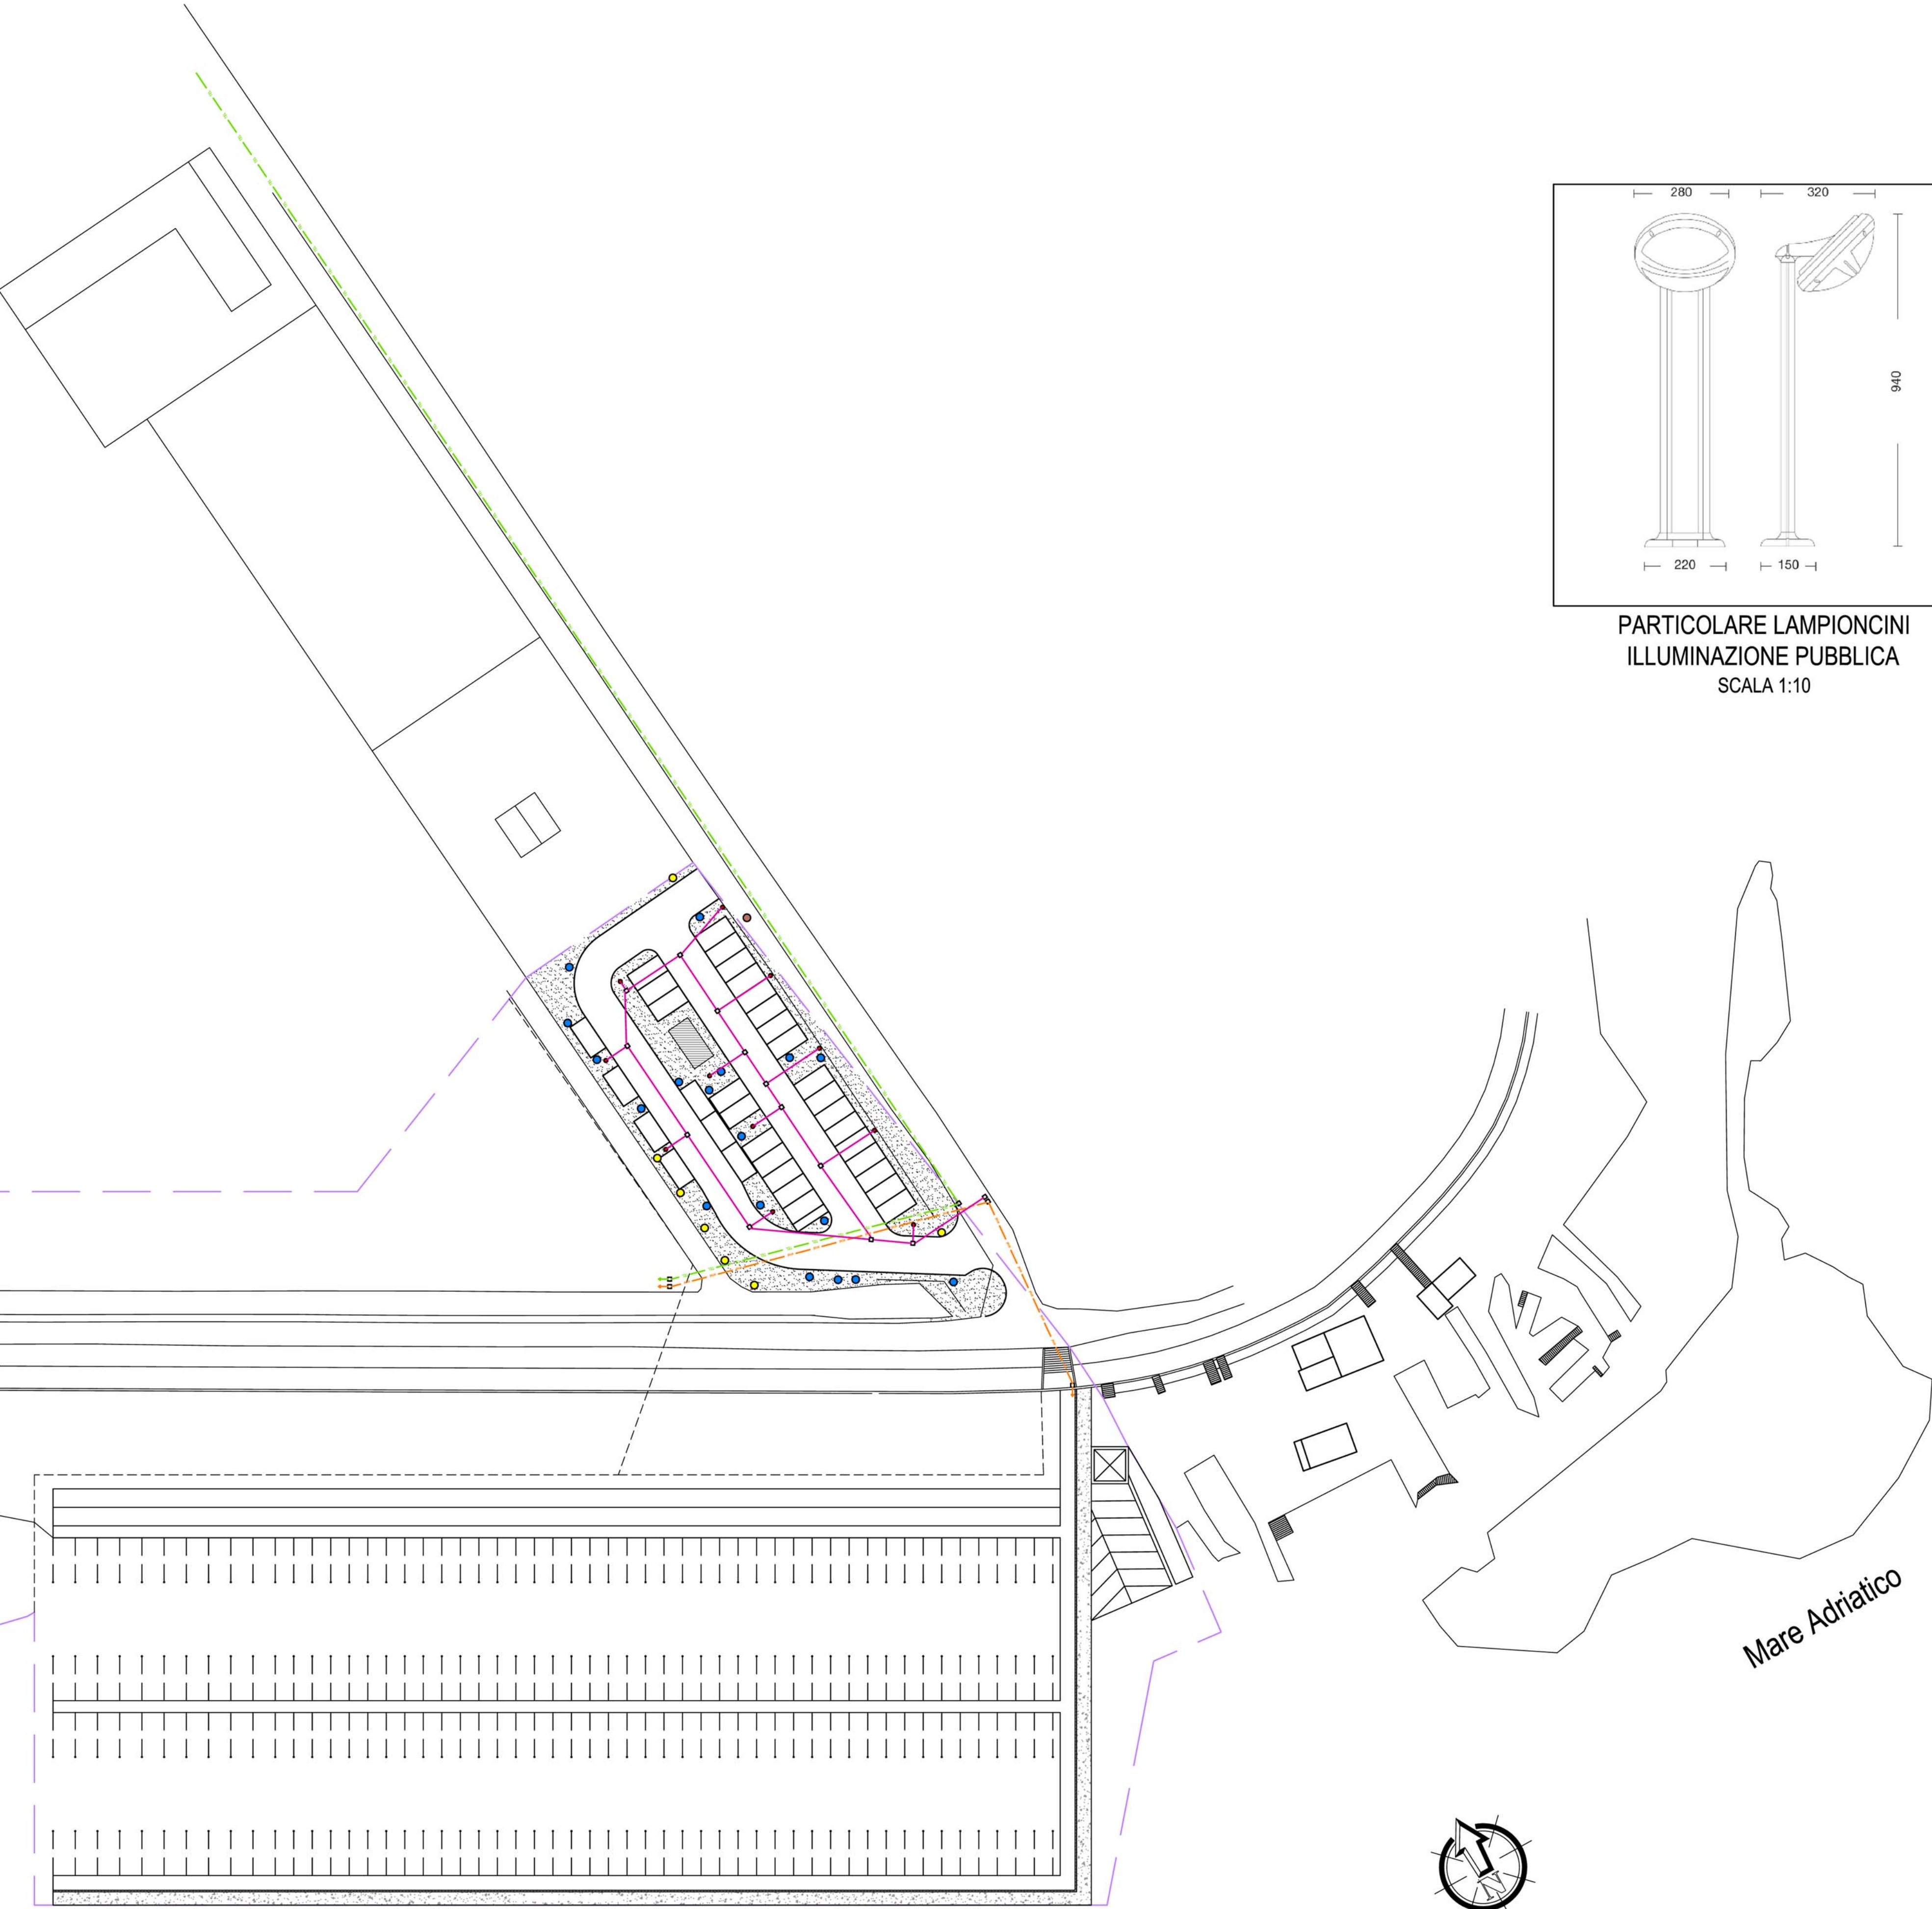 280 320
940
220 150
PARTICOLARE LAMPIONCINI
ILLUMINAZIONE PUBBLICA
SCALA 1:10
Mare Adriatico
N